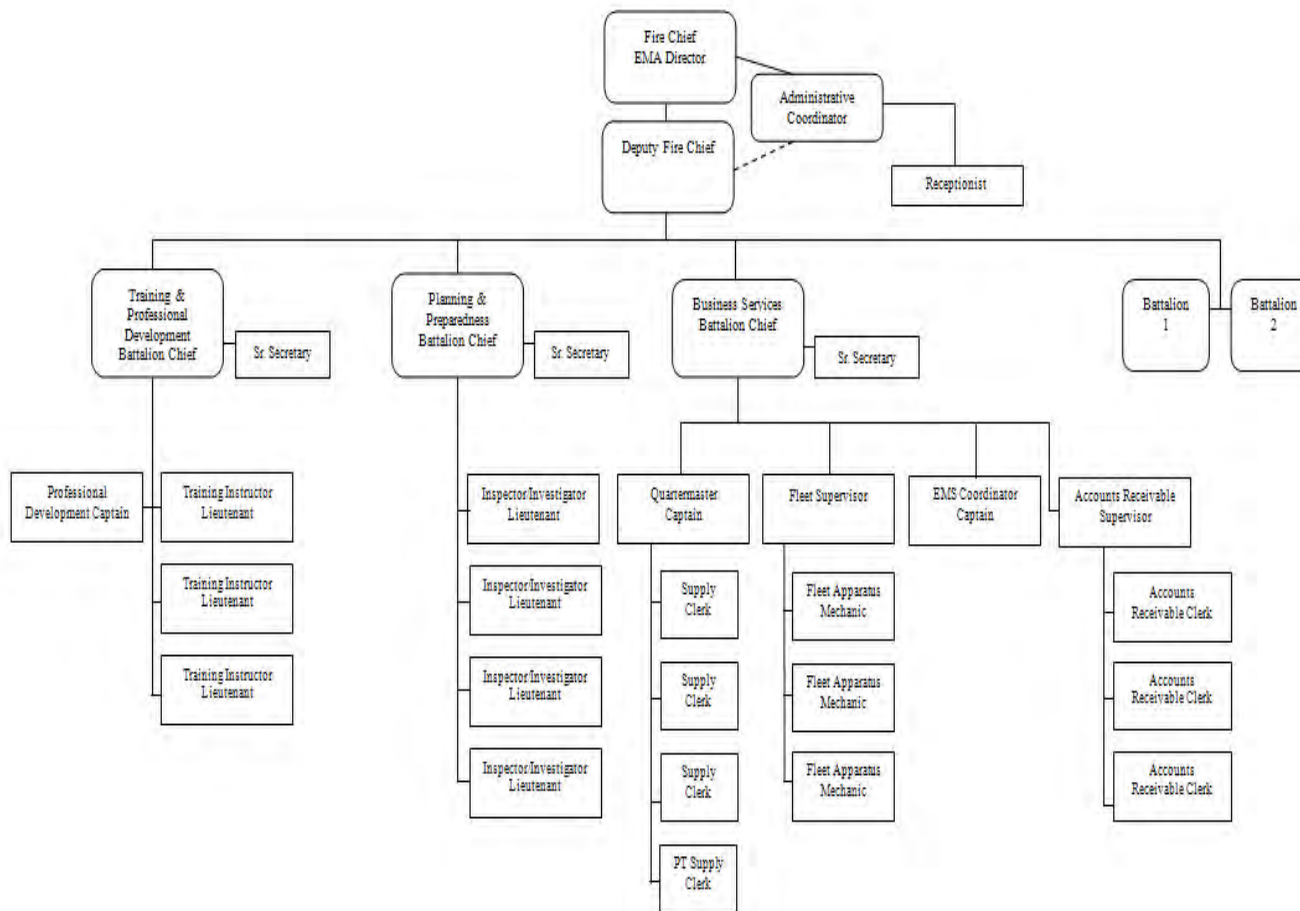 Fire Chief
EMA Director
Administrative
Coordinator
Deputy Fire Chief
Receptionist
Training &
Professional
Development
Battalion Chief
Sr. Secretary
Planning &
Preparedness
Battalion Chief
Sr. Secretary
Business Services
Battalion Chief
Sr. Secretary
Battalion
1
Battalion
2
Professional
Development Captain
Training Instructor
Lieutenant
Training Instructor
Lieutenant
Training Instructor
Lieutenant
Inspector/Investigator
Lieutenant
Inspector/Investigator
Lieutenant
Inspector/Investigator
Lieutenant
Inspector/Investigator
Lieutenant
Quartermaster
Captain
Supply
Clerk
Supply
Clerk
Supply
Clerk
PT Supply
Clerk
Fleet Supervisor
Fleet Apparatus
Mechanic
Fleet Apparatus
Mechanic
Fleet Apparatus
Mechanic
EMS Coordinator
Captain
Accounts Receivable
Supervisor
Accounts
Receivable Clerk
Accounts
Receivable Clerk
Accounts
Receivable Clerk